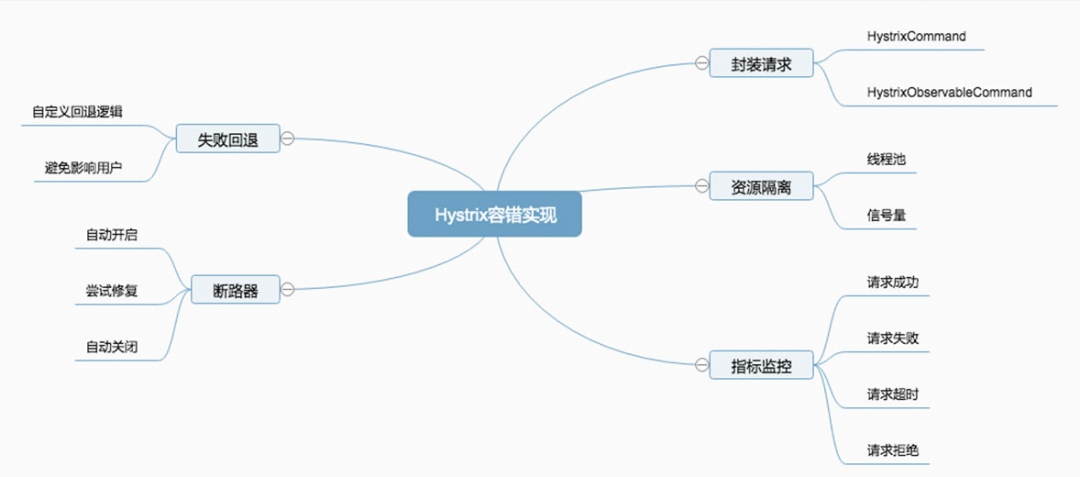 Hystrix容错实现
封装请求
HystrixCommand
HystrixObservableCommand
资源隔离
线程池
信号量
指标监控
请求成功
请求失败
请求超时
请求拒绝
失败回退
自定义回退逻辑
避免影响用户
断路器
自动开启
尝试修复
自动关闭